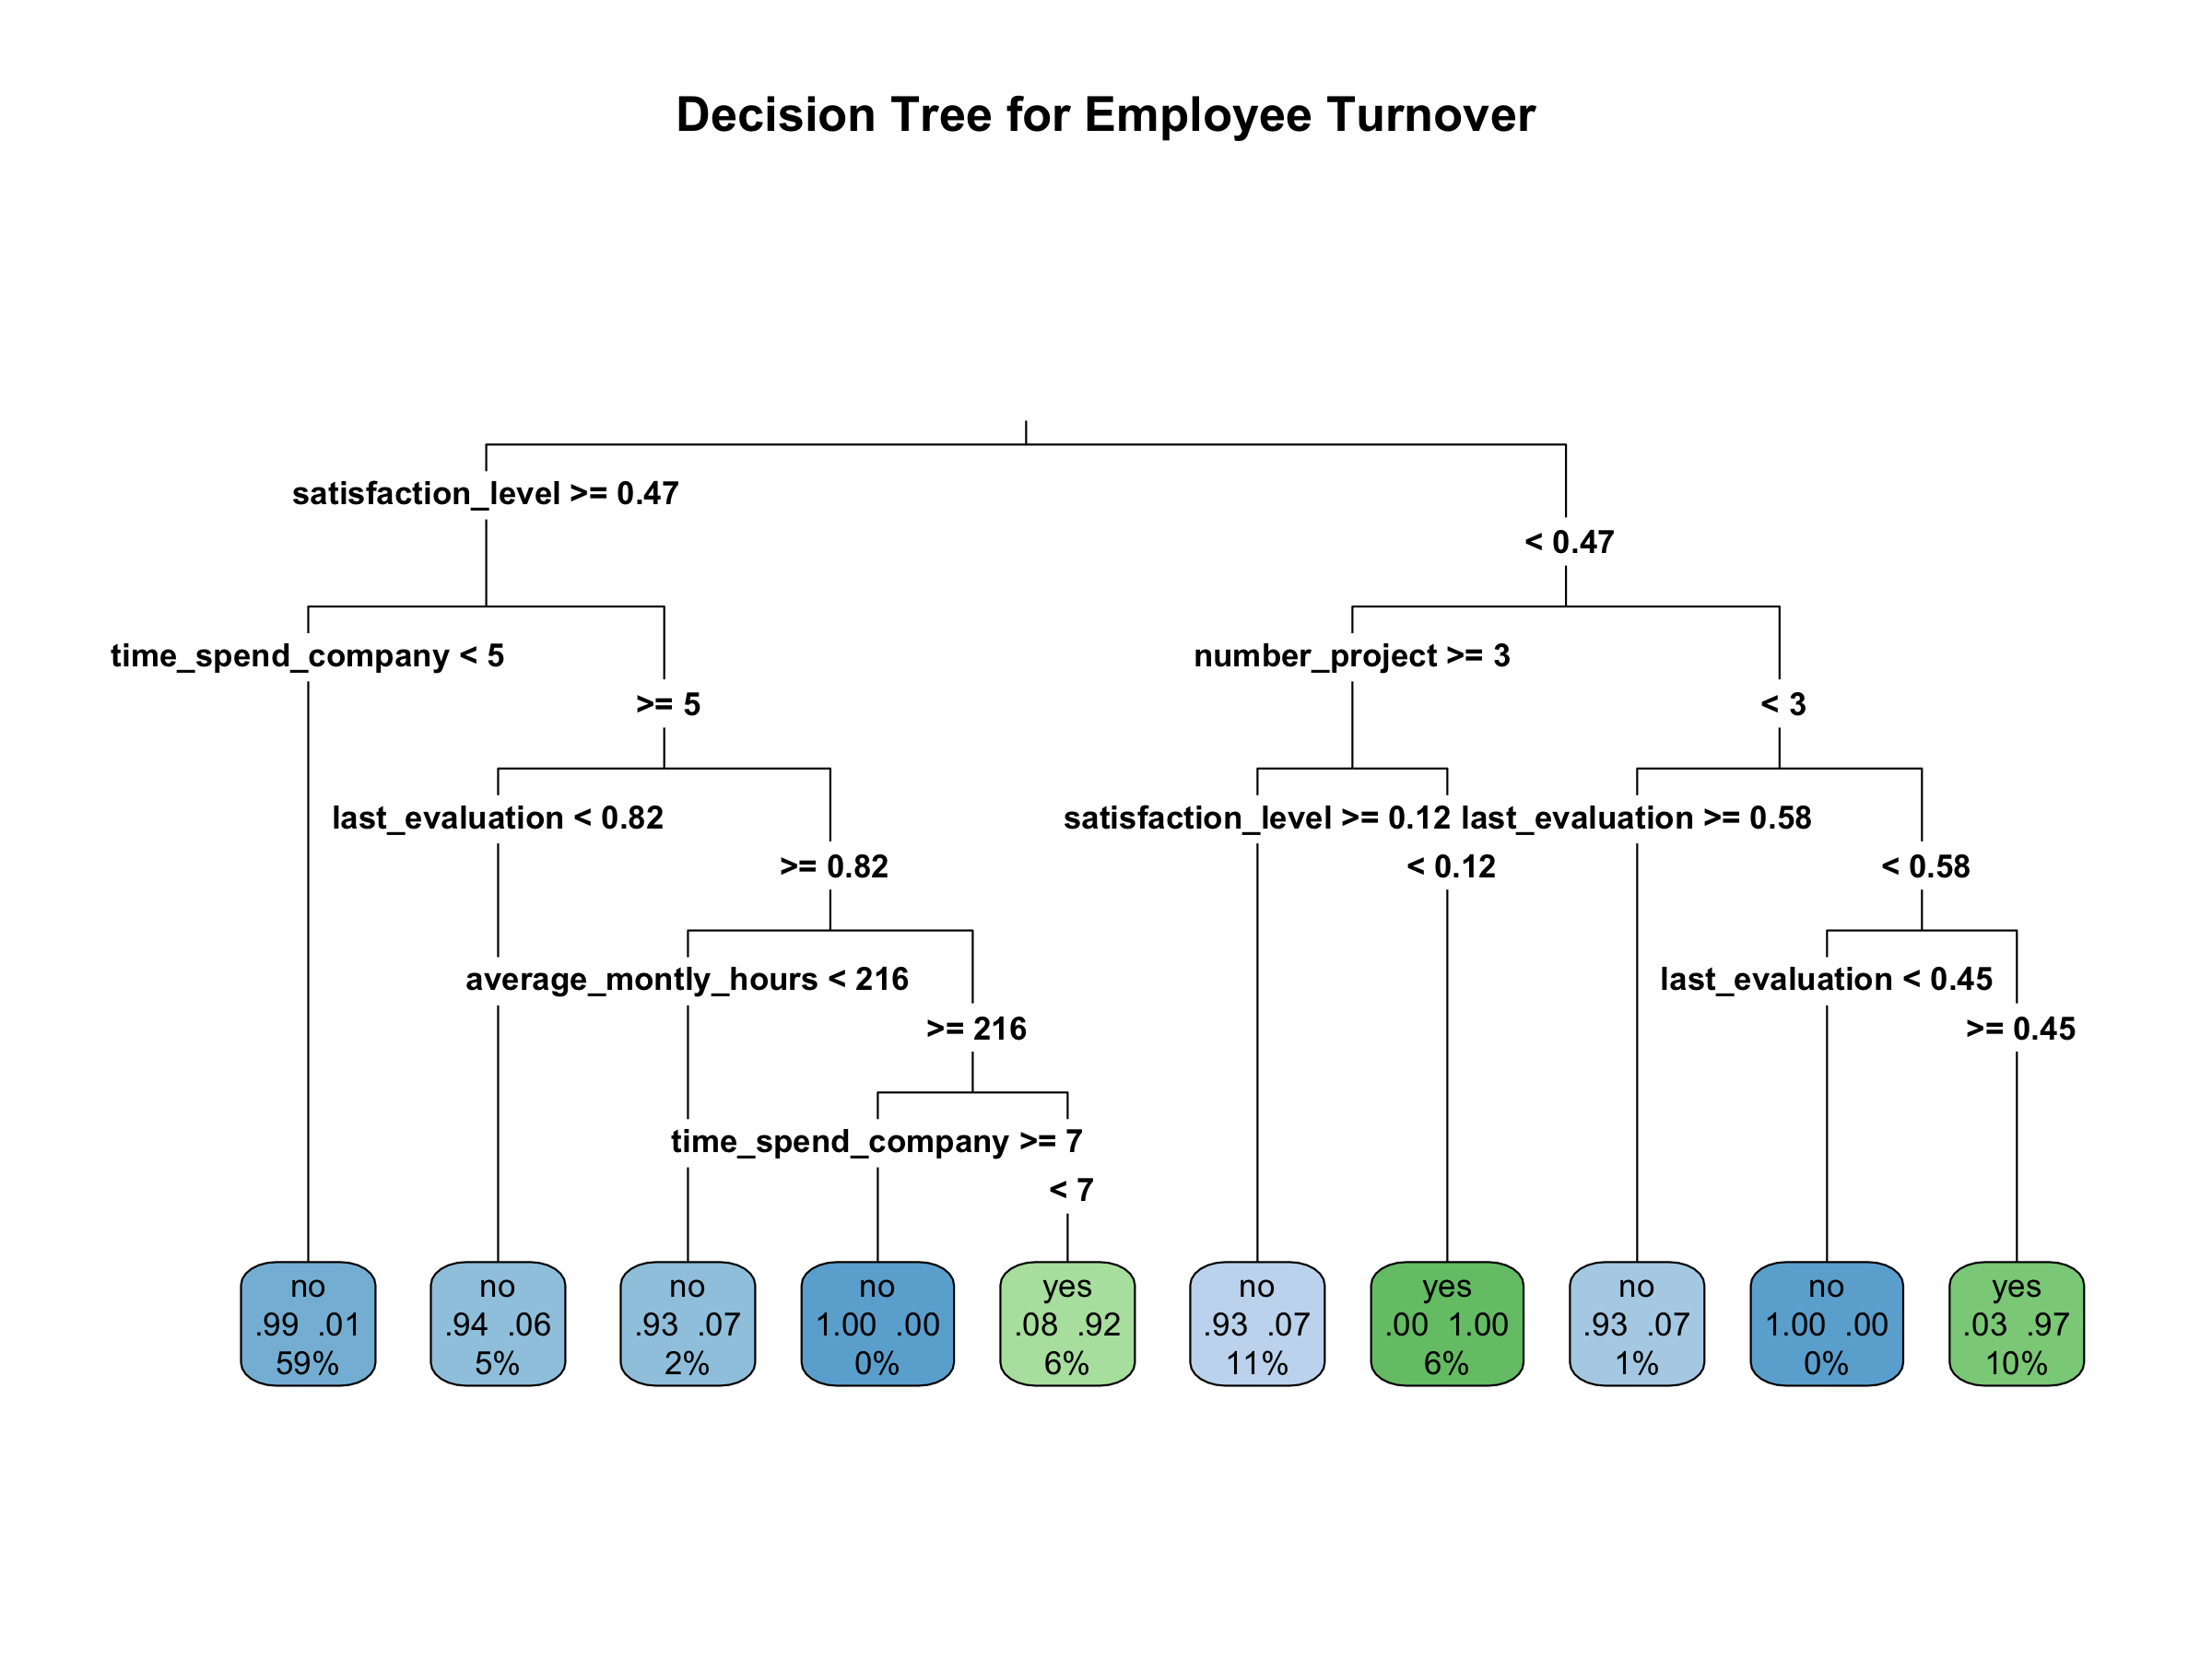 Decision Tree for Employee Turnover
satisfaction_level >= 0.47
< 0.47
time_spend_company < 5
number_project >= 3
>= 5
< 3
last_evaluation < 0.82
satisfaction_level >= 0.12
last_evaluation >= 0.58
>= 0.82
< 0.12
< 0.58
average_montly_hours < 216
last_evaluation < 0.45
>= 216
>= 0.45
time_spend_company >= 7
< 7
no
.99 .01
59%
no
.94 .06
5%
no
.93 .07
2%
no
1.00 .00
0%
yes
.08 .92
6%
no
.93 .07
11%
yes
.00 1.00
6%
no
.93 .07
1%
no
1.00 .00
0%
yes
.03 .97
10%